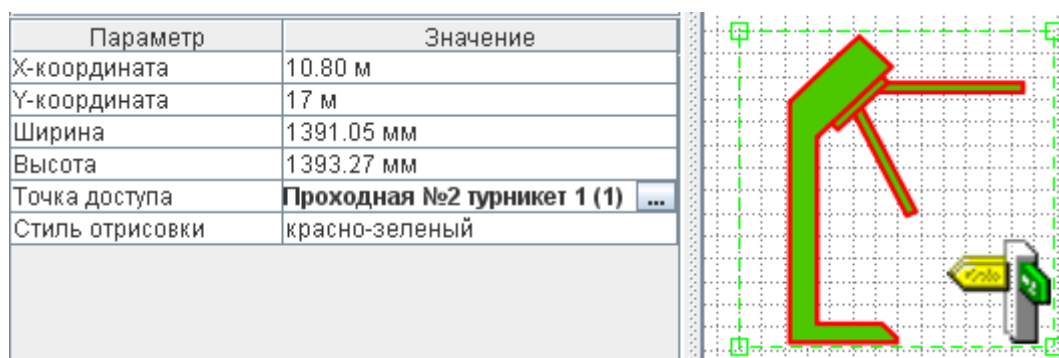 Параметр Значение
X-координата 10.80 м
Y-координата 17 м
Ширина 1391.05 мм
Высота 1393.27 мм
Точка доступа Проходная №2 турникет 1 (1) ...
Стиль отрисовки красно-зеленый